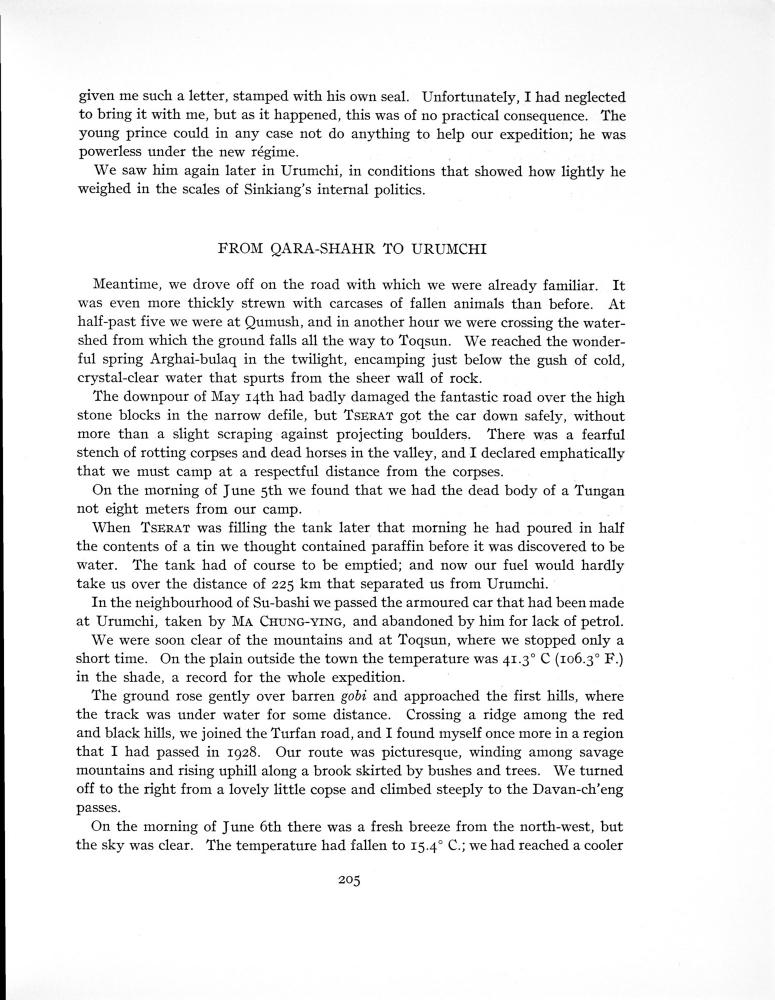 given me such a letter, stamped with his own seal. Unfortunately, I had neglected
to bring it with me, but as it happened, this was of no practical consequence. The
young prince could in any case not do anything to help our expedition; he was
powerless under the new régime.
We saw him again later in Urumchi, in conditions that showed how lightly he
weighed in the scales of Sinkiang's internal politics.
FROM QARA-SHAHR TO URUMCHI
Meantime, we drove off on the road with which we were already familiar. It
was even more thickly strewn with carcases of fallen animals than before. At
half-past five we were at Qumush, and in another hour we were crossing the water-
shed from which the ground falls all the way to Toqsun. We reached the wonder-
ful spring Arghai-bulaq in the twilight, encamping just below the gush of cold,
crystal-clear water that spurts from the sheer wall of rock.
The downpour of May 14th had badly damaged the fantastic road over the high
stone blocks in the narrow defile, but TSERAT got the car down safely, without
more than a slight scraping against projecting boulders. There was a fearful
stench of rotting corpses and dead horses in the valley, and I declared emphatically
that we must camp at a respectful distance from the corpses.
On the morning of June 5th we found that we had the dead body of a Tungan
not eight meters from our camp.
When TSERAT was filling the tank later that morning he had poured in half
the contents of a tin we thought contained paraffin before it was discovered to be
water. The tank had of course to be emptied; and now our fuel would hardly
take us over the distance of 225 km that separated us from Urumchi.
In the neighbourhood of Su-bashi we passed the armoured car that had been made
at Urumchi, taken by MA CHUNG-YING, and abandoned by him for lack of petrol.
We were soon clear of the mountains and at Toqsun, where we stopped only a
short time. On the plain outside the town the temperature was 41.3° C (106.3° F.)
in the shade, a record for the whole expedition.
The ground rose gently over barren gobi and approached the first hills, where
the track was under water for some distance. Crossing a ridge among the red
and black hills, we joined the Turfan road, and I found myself once more in a region
that I had passed in 1928. Our route was picturesque, winding among savage
mountains and rising uphill along a brook skirted by bushes and trees. We turned
off to the right from a lovely little copse and climbed steeply to the Davan-ch'eng
passes.
On the morning of June 6th there was a fresh breeze from the north-west, but
the sky was clear. The temperature had fallen to 15.4° C.; we had reached a cooler
205